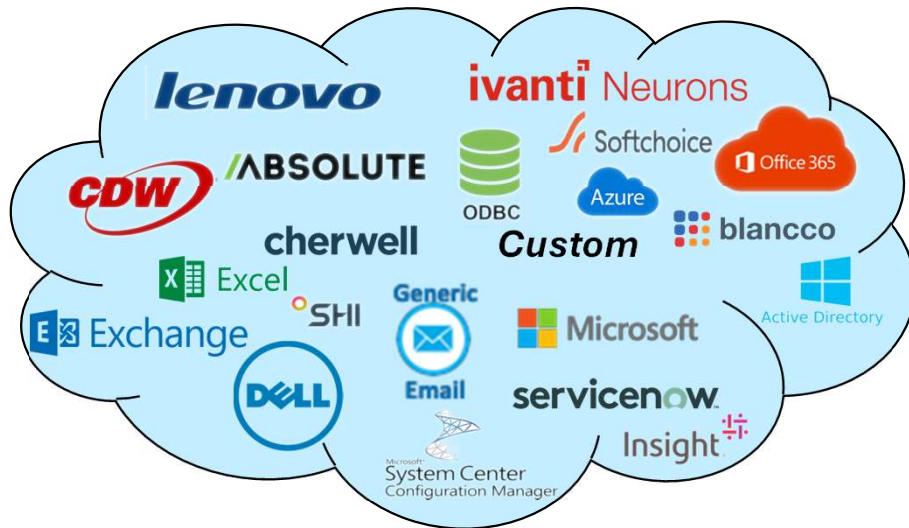 lenovo
ivanti Neurons
Softchoice
Office 365
CDW
/ABSOLUTE
ODBC
Azure
blancco
cherwell
Custom
Excel
SHI
Generic
Email
Exchange
Microsoft
Active Directory
DELL
servicenow™
Insight
Microsoft®
System Center
Configuration Manager